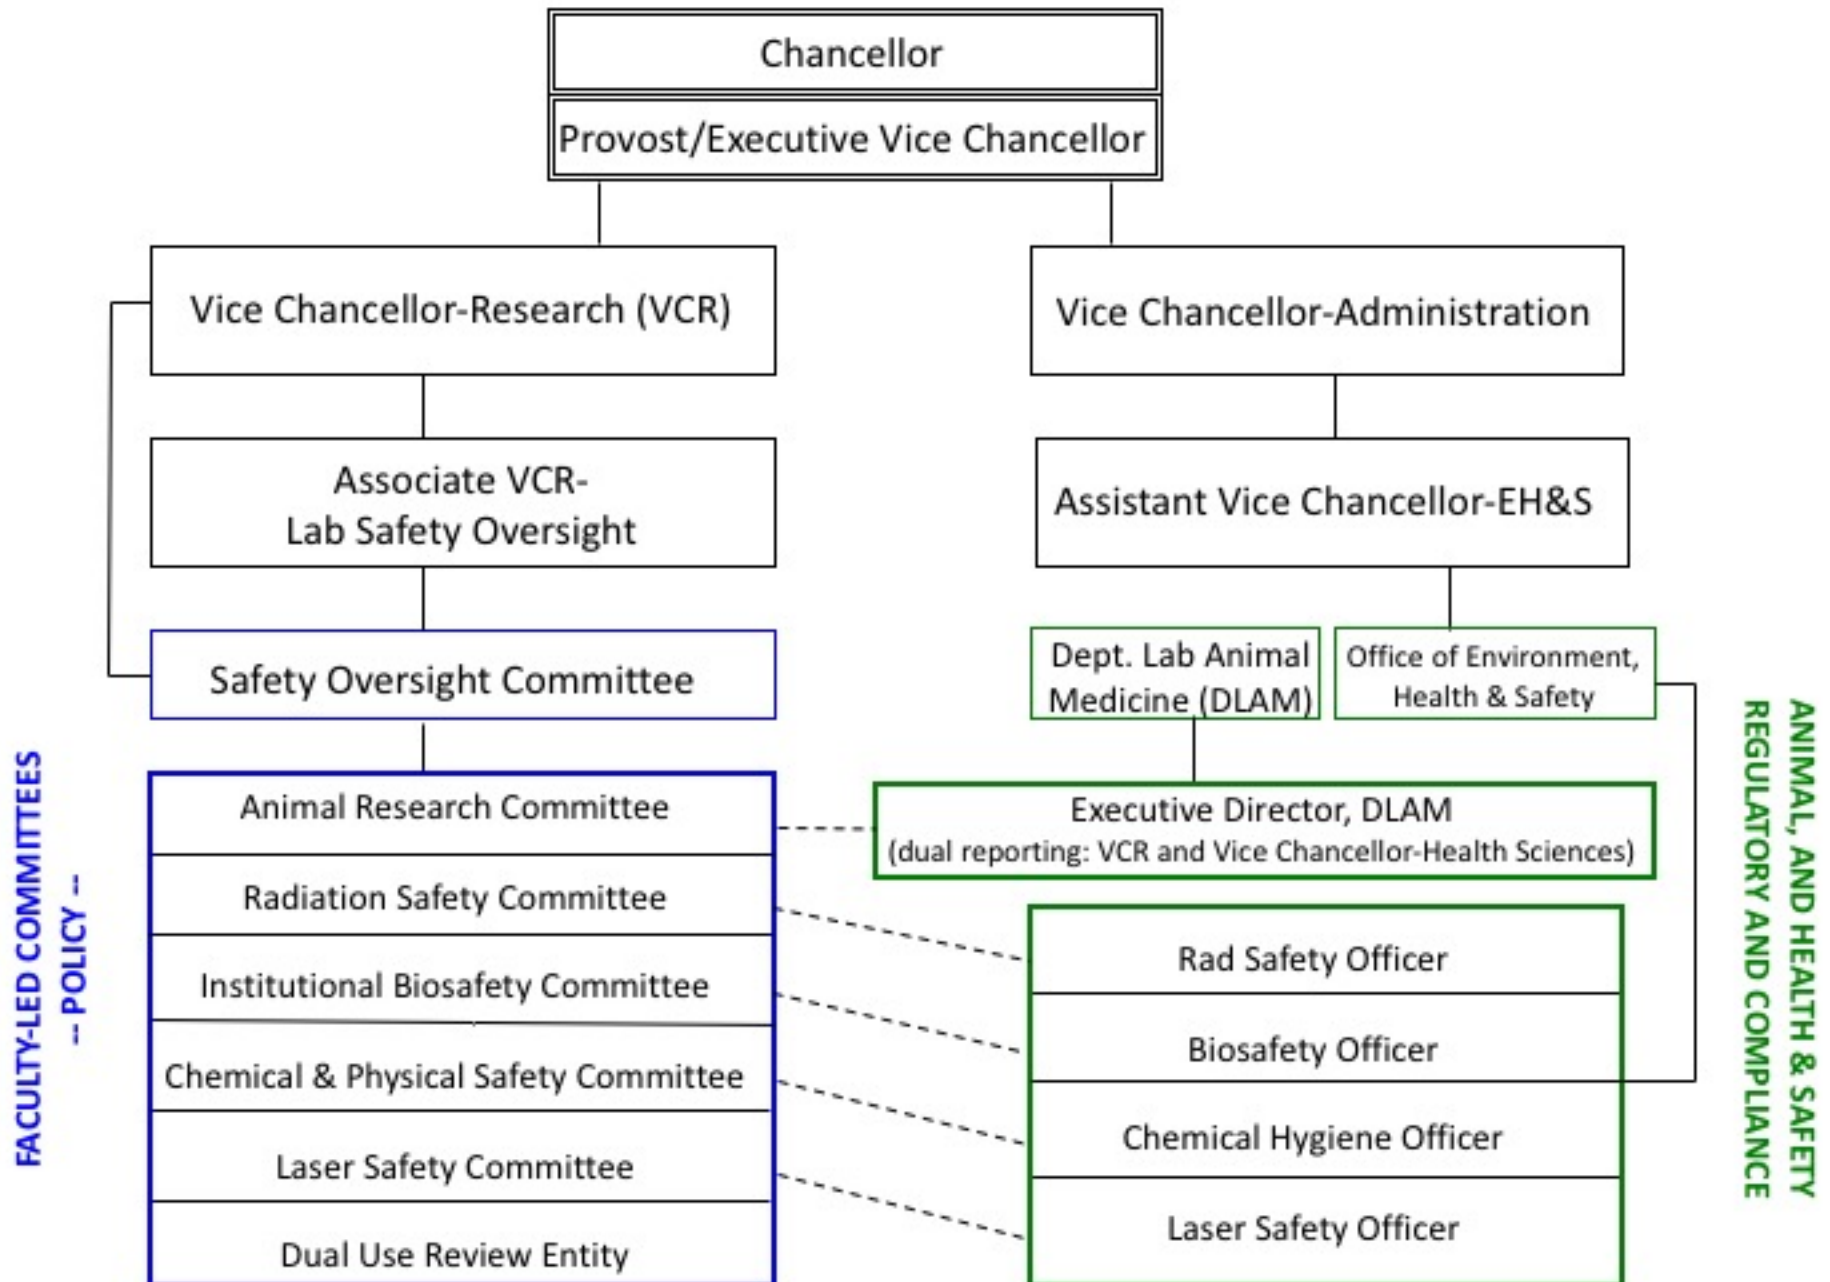 Chancellor
Provost/Executive Vice Chancellor
Vice Chancellor-Research (VCR)
Vice Chancellor-Administration
Associate VCR-
Lab Safety Oversight
Assistant Vice Chancellor-EH&S
Safety Oversight Committee
Dept. Lab Animal
Medicine (DLAM)
Office of Environment,
Health & Safety
FACULTY-LED COMMITTEES
-- POLICY --
Animal Research Committee
Radiation Safety Committee
Institutional Biosafety Committee
Chemical & Physical Safety Committee
Laser Safety Committee
Dual Use Review Entity
Executive Director, DLAM
(dual reporting: VCR and Vice Chancellor-Health Sciences)
Rad Safety Officer
Biosafety Officer
Chemical Hygiene Officer
Laser Safety Officer
ANIMAL, AND HEALTH & SAFETY
REGULATORY AND COMPLIANCE